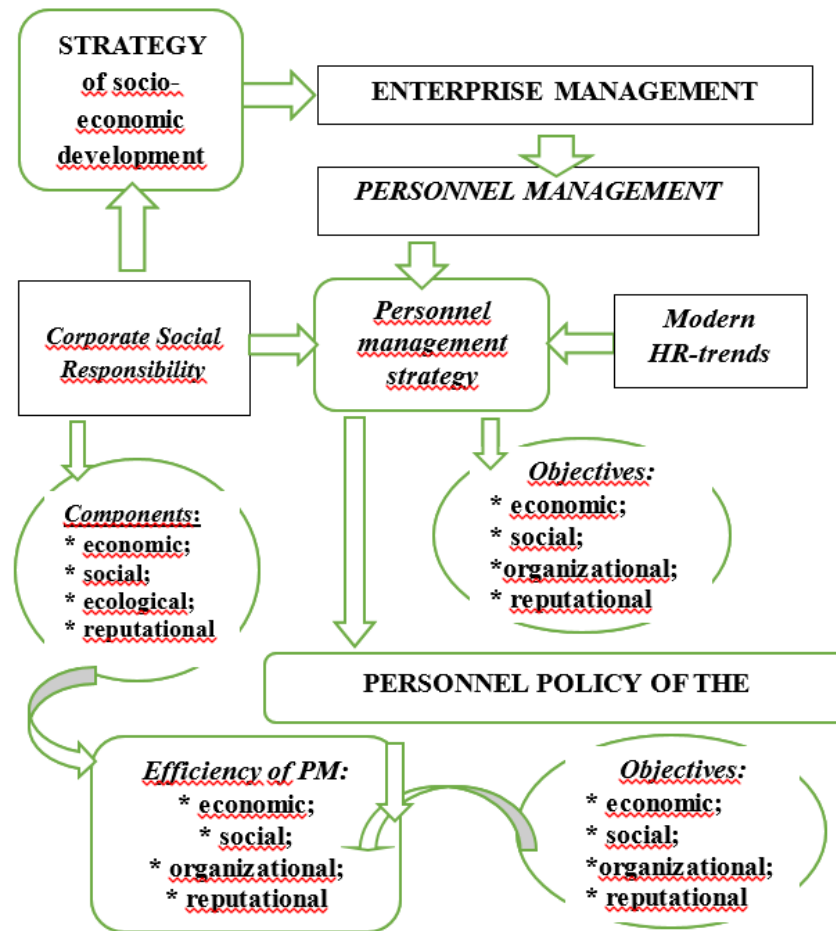 STRATEGY
of socio-
economic
development
ENTERPRISE MANAGEMENT
PERSONNEL MANAGEMENT
Corporate Social
Responsibility
Personnel
management
strategy
Modern
HR-trends
Components:
* economic;
* social;
* ecological;
* reputational
Objectives:
* economic;
* social;
*organizational;
* reputational
PERSONNEL POLICY OF THE
Efficiency of PM:
* economic;
* social;
* organizational;
* reputational
Objectives:
* economic;
* social;
*organizational;
* reputational